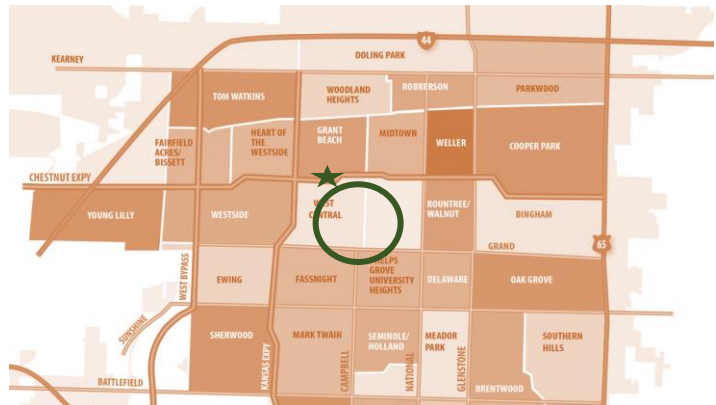 44
DOLING PARK
KEARNEY
TOM WATKINS
WOODLAND
HEIGHTS
ROBBERSON
PARKWOOD
FAIRFIELD
ACRES/
BISSETT
HEART OF
THE
WESTSIDE
GRANT
BEACH
MIDTOWN
WELLER
COOPER PARK
CHESTNUT EXPY
YOUNG LILLY
WESTSIDE
WEST
CENTRAL
ROUNTREE/
WALNUT
BINGHAM
GRAND
65
WEST BYPASS
EWING
FASSNIGHT
PHELPS
GROVE
UNIVERSITY
HEIGHTS
DELAWARE
OAK GROVE
SUNSHINE
SHERWOOD
KANSAS EXPY
MARK TWAIN
CAMPBELL
SEMINOLE/
HOLLAND
NATIONAL
MEADOR
PARK
GLENSTONE
SOUTHERN
HILLS
BATTLEFIELD
BRENTWOOD